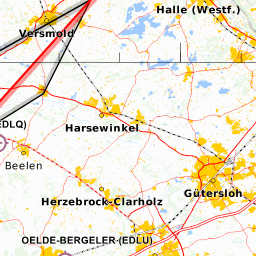 Halle (Westf.)
Versmold
EDLQ)
Harsewinkel
Beelen
Gütersloh
Herzebrock-Clarholz
OELDE-BERGELER (EDLU)